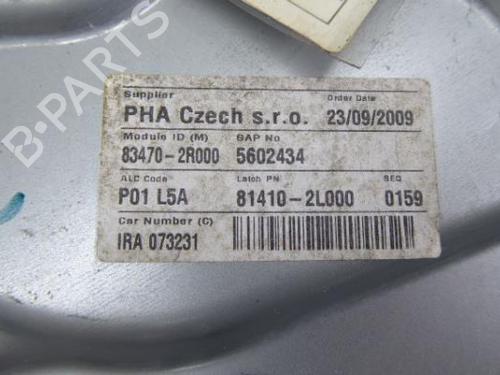 B-PARTS
Supplier Order Date
PHA Czech s.r.o. 23/09/2009
Module ID (M) SAP No
83470-2R000 5602434
ALC Code Latch PN SEQ
P01 L5A 81410-2L000 0159
Car Number (C)
IRA 073231